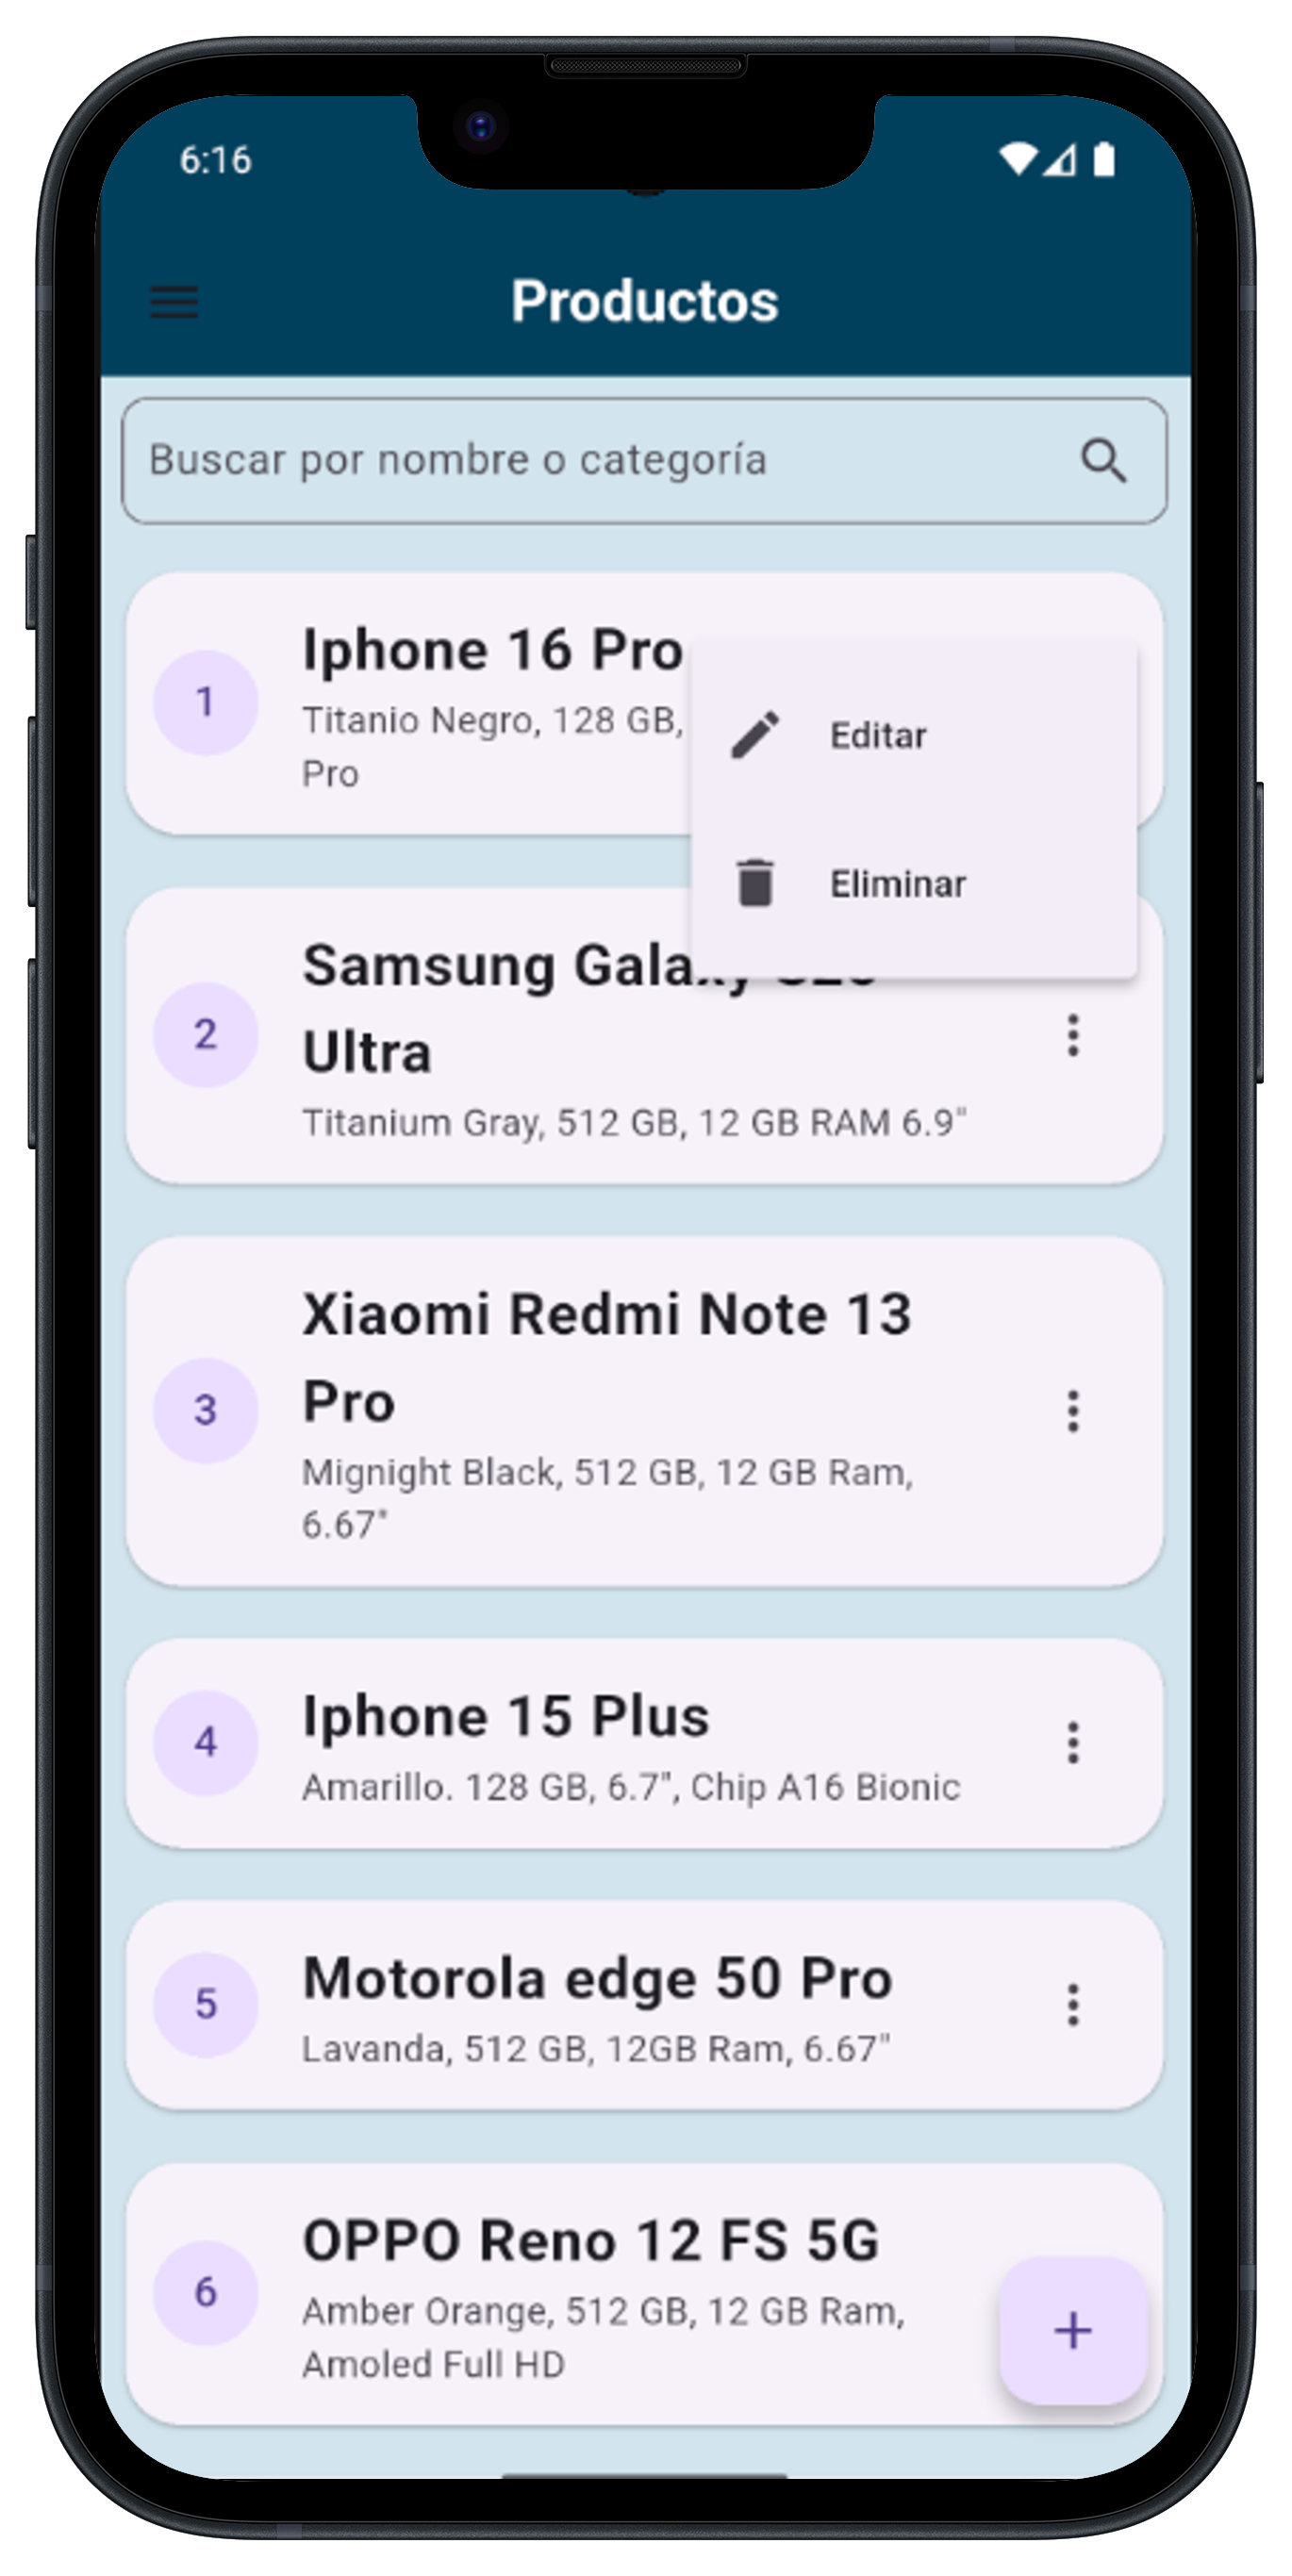 6:16
Productos
Buscar por nombre o categoría
1
Iphone 16 Pro
Titanio Negro, 128 GB,
Pro
Editar
Eliminar
2
Samsung Galaxy
Ultra
Titanium Gray, 512 GB, 12 GB RAM 6.9"
3
Xiaomi Redmi Note 13
Pro
Mignight Black, 512 GB, 12 GB Ram,
6.67"
4
Iphone 15 Plus
Amarillo. 128 GB, 6.7", Chip A16 Bionic
5
Motorola edge 50 Pro
Lavanda, 512 GB, 12GB Ram, 6.67"
6
OPPO Reno 12 FS 5G
Amber Orange, 512 GB, 12 GB Ram,
Amoled Full HD
+